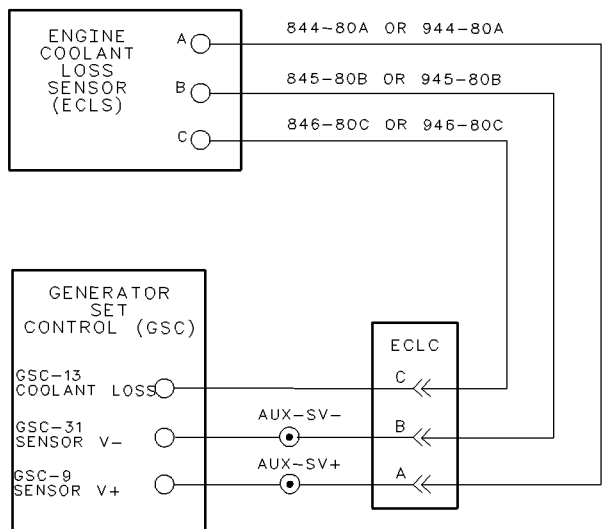 ENGINE
COOLANT
LOSS
SENSOR
(ECLS)
A
B
C
844-80A OR 944-80A
845-80B OR 945-80B
846-80C OR 946-80C
GENERATOR
SET
CONTROL (GSC)
GSC-13
COOLANT LOSS
GSC-31
SENSOR V-
GSC-9
SENSOR V+
AUX-SV-
AUX-SV+
ECLC
C
B
A